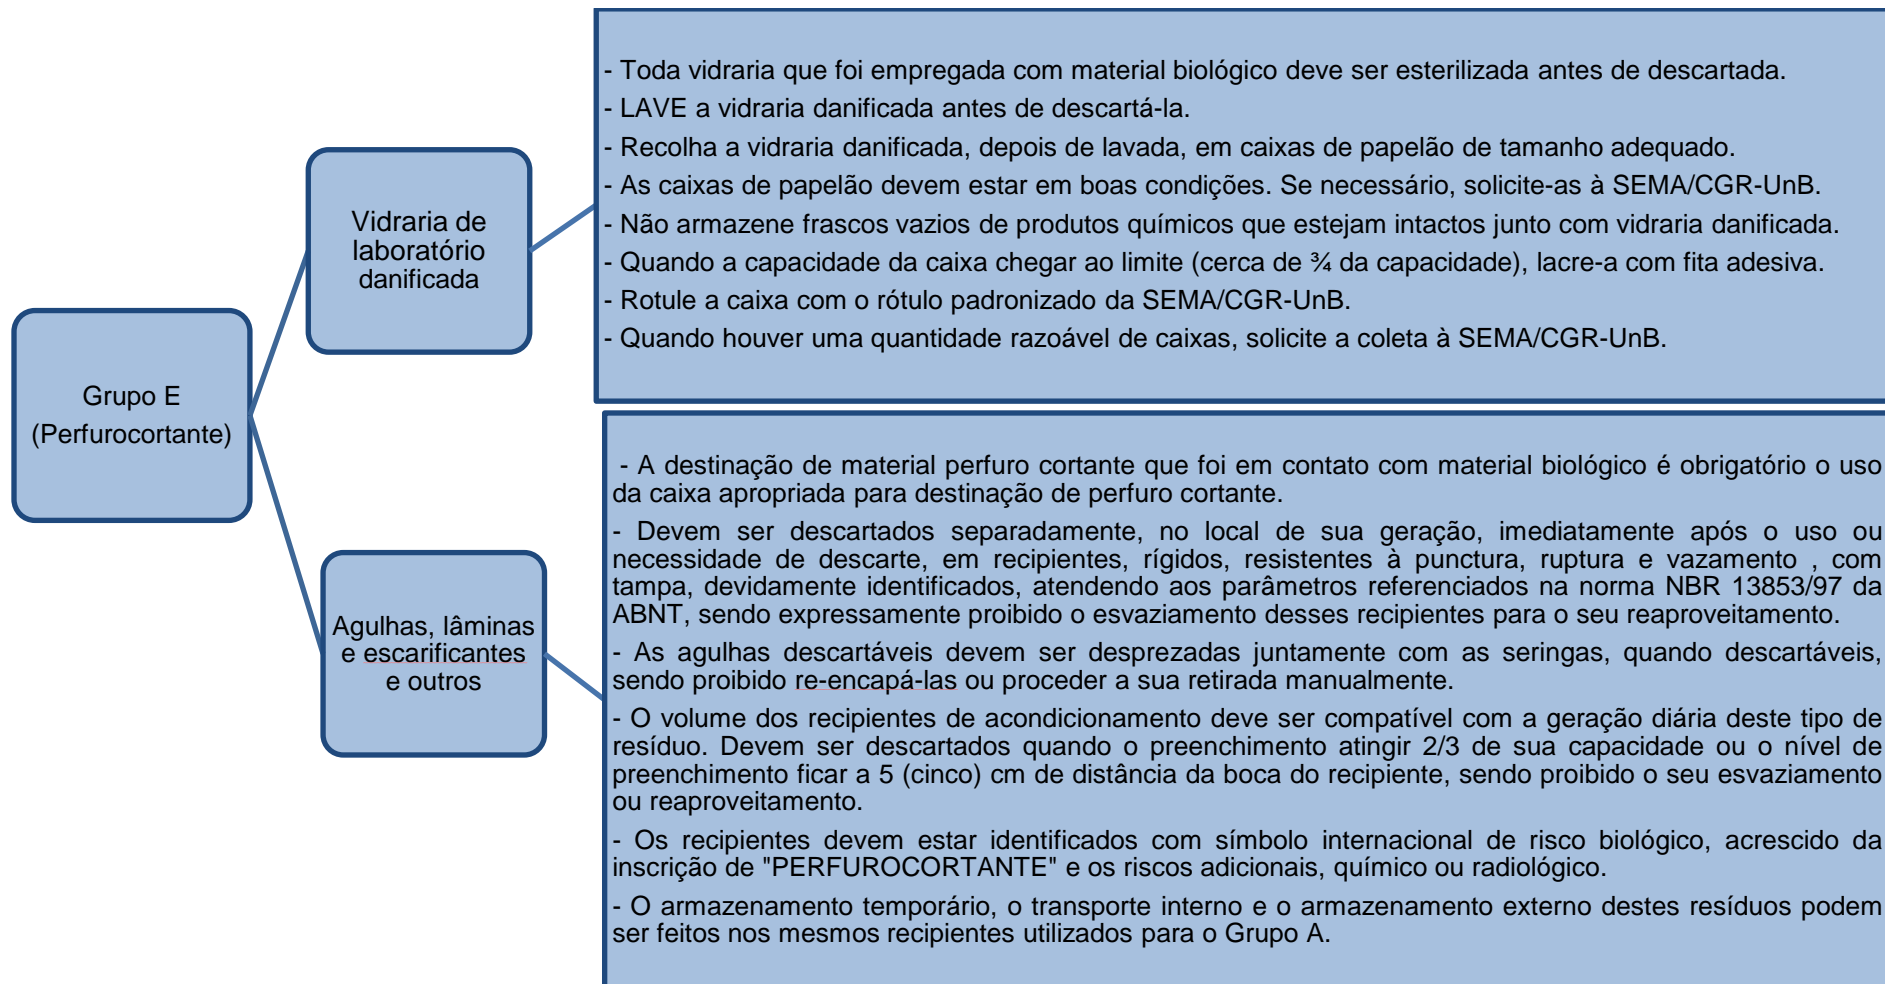 Grupo E
(Perfurocortante)
Vidraria de
laboratório
danificada
- Toda vidraria que foi empregada com material biológico deve ser esterilizada antes de descartada.
- LAVE a vidraria danificada antes de descartá-la.
- Recolha a vidraria danificada, depois de lavada, em caixas de papelão de tamanho adequado.
- As caixas de papelão devem estar em boas condições. Se necessário, solicite-as à SEMA/CGR-UnB.
- Não armazene frascos vazios de produtos químicos que estejam intactos junto com vidraria danificada.
- Quando a capacidade da caixa chegar ao limite (cerca de ¾ da capacidade), lacre-a com fita adesiva.
- Rotule a caixa com o rótulo padronizado da SEMA/CGR-UnB.
- Quando houver uma quantidade razoável de caixas, solicite a coleta à SEMA/CGR-UnB.
Agulhas, lâminas
e escarificantes
e outros
- A destinação de material perfuro cortante que foi em contato com material biológico é obrigatório o uso
da caixa apropriada para destinação de perfuro cortante.
- Devem ser descartados separadamente, no local de sua geração, imediatamente após o uso ou
necessidade de descarte, em recipientes, rígidos, resistentes à punctura, ruptura e vazamento , com
tampa, devidamente identificados, atendendo aos parâmetros referenciados na norma NBR 13853/97 da
ABNT, sendo expressamente proibido o esvaziamento desses recipientes para o seu reaproveitamento.
- As agulhas descartáveis devem ser desprezadas juntamente com as seringas, quando descartáveis,
sendo proibido re-encapá-las ou proceder a sua retirada manualmente.
- O volume dos recipientes de acondicionamento deve ser compatível com a geração diária deste tipo de
resíduo. Devem ser descartados quando o preenchimento atingir 2/3 de sua capacidade ou o nível de
preenchimento ficar a 5 (cinco) cm de distância da boca do recipiente, sendo proibido o seu esvaziamento
ou reaproveitamento.
- Os recipientes devem estar identificados com símbolo internacional de risco biológico, acrescido da
inscrição de "PERFUROCORTANTE" e os riscos adicionais, químico ou radiológico.
- O armazenamento temporário, o transporte interno e o armazenamento externo destes resíduos podem
ser feitos nos mesmos recipientes utilizados para o Grupo A.